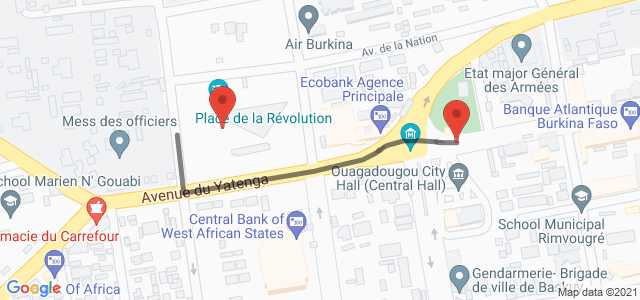 Air Burkina
Av. de la Nation
Etat major Général
des Armées
Ecobank Agence
Principale
Place de la Révolution
Banque Atlantique
Burkina Faso
Mess des officiers
School Marien N' Gouabi
Avenue du Yatenga
Ouagadougou City
Hall (Central Hall)
Central Bank of
West African States
School Municipal
Rimvougré
macie du Carrefour
Of Africa
Gendarmerie- Brigade
de ville de Baskuy
Google
Map data ©2021